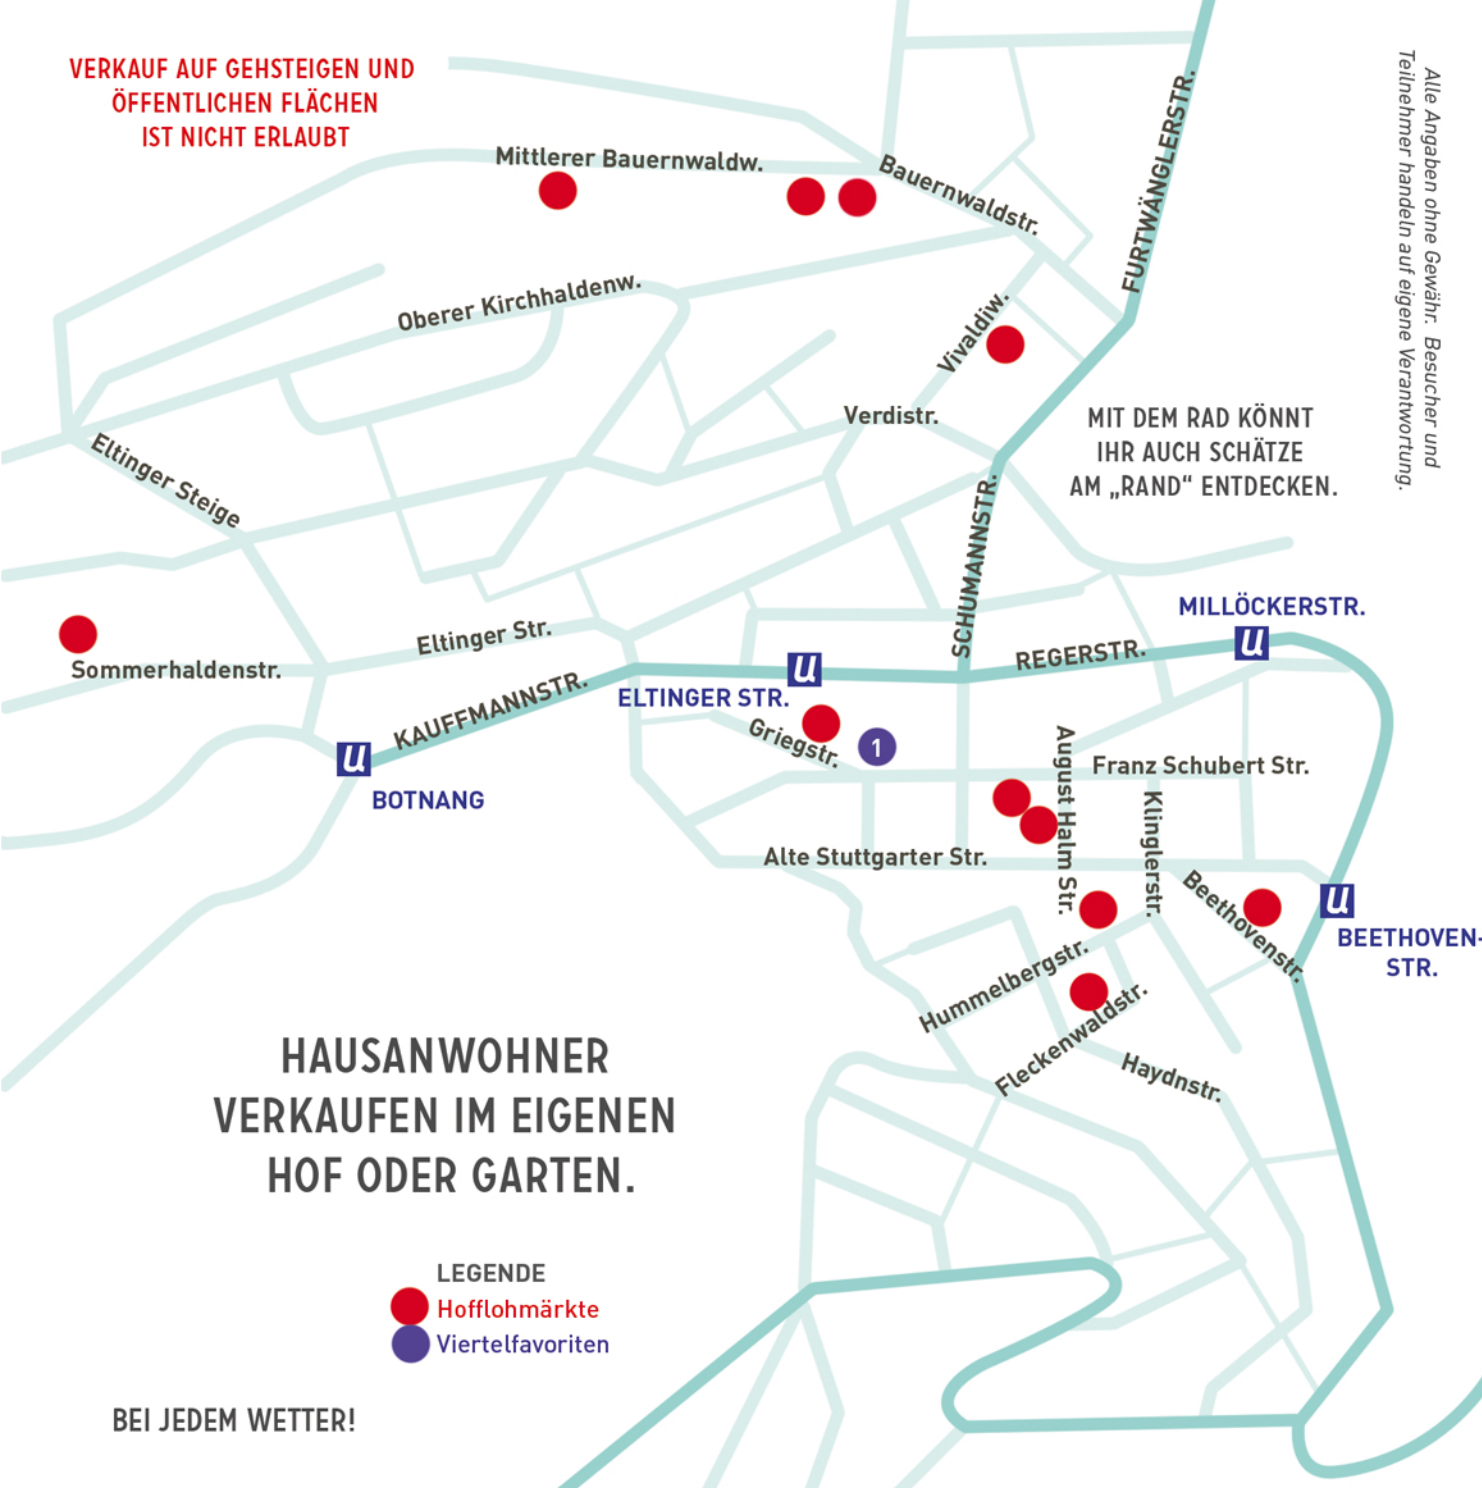 VERKAUF AUF GEHSTEIGEN UND
ÖFFENTLICHEN FLÄCHEN
IST NICHT ERLAUBT
Alle Angaben ohne Gewähr. Besucher und
Teilnehmer handeln auf eigene Verantwortung.
Mittlerer Bauernwaldw.
Bauernwaldstr.
FURTWÄNGLERSTR.
Oberer Kirchhaldenw.
Vivaldiw.
Verdistr.
MIT DEM RAD KÖNNT
IHR AUCH SCHÄTZE
AM „RAND“ ENTDECKEN.
Eltinger Steige
SCHUMANNSTR.
MILLÖCKERSTR.
U
Eltinger Str.
REGERSTR.
Sommerhaldenstr.
U
ELTINGER STR.
KAUFFMANNSTR.
Griegstr.
1
U
BOTNANG
August Halm Str.
Franz Schubert Str.
Klinglerstr.
Alte Stuttgarter Str.
Beethovenstr.
U
BEETHOVEN-
STR.
Hummelbergstr.
Fleckenwaldstr.
Haydnstr.
HAUSANWOHNER
VERKAUFEN IM EIGENEN
HOF ODER GARTEN.
LEGENDE
Hofflohmärkte
Viertelfavoriten
BEI JEDEM WETTER!